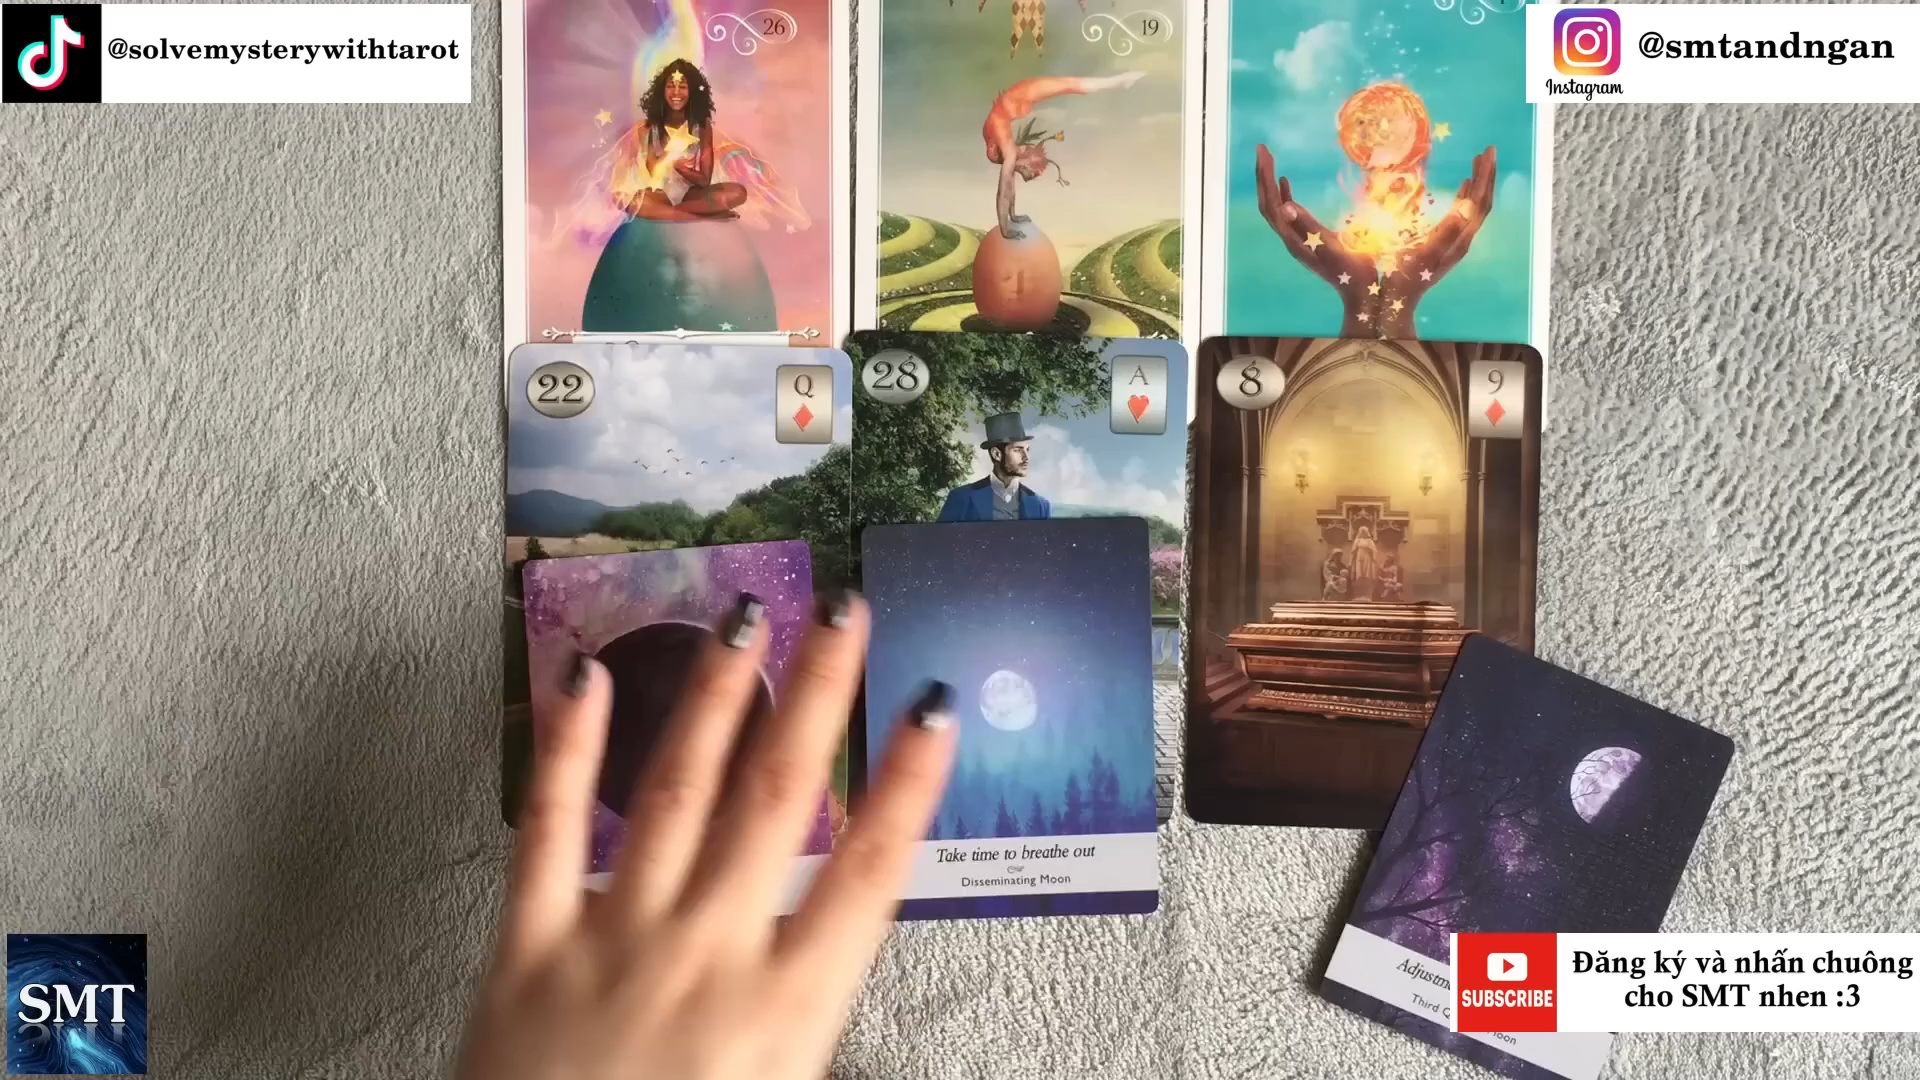 @solvemysterywithtarot
26
19
Instagram
@smtandngan
22
Q
28
A
8
9
Take time to breathe out
Disseminating Moon
SMT
SUBSCRIBE
Đăng ký và nhấn chuông
cho SMT nhen :3
Third